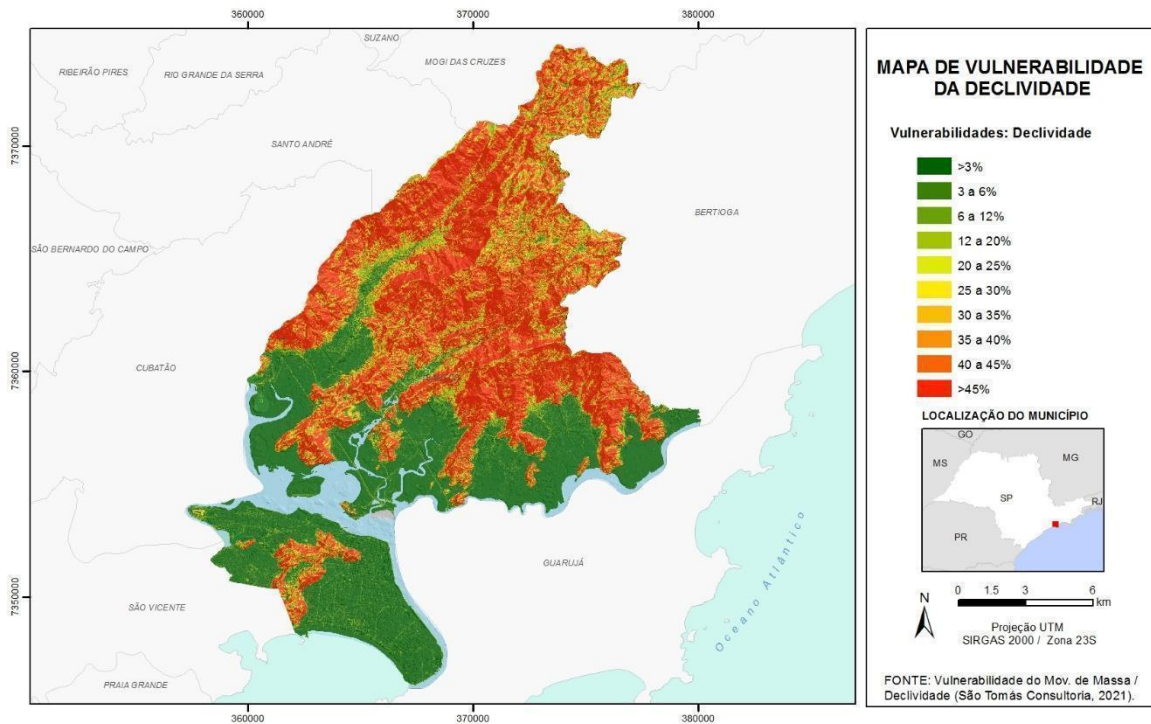 360000
370000
380000
SUZANO
RIBEIRÃO PIRES
RIO GRANDE DA SERRA
MOGI DAS CRUZES
7370000
SANTO ANDRÉ
BERTIOGA
SÃO BERNARDO DO CAMPO
7360000
CUBATÃO
GUARUJÁ
Oceano Atlântico
7350000
SÃO VICENTE
PRAIA GRANDE
360000
370000
380000
MAPA DE VULNERABILIDADE
DA DECLIVIDADE
Vulnerabilidades: Declividade
>3%
3 a 6%
6 a 12%
12 a 20%
20 a 25%
25 a 30%
30 a 35%
35 a 40%
40 a 45%
>45%
LOCALIZAÇÃO DO MUNICÍPIO
GO
MS
MG
SP
RJ
PR
N
0 1.5 3 6
km
Projeção UTM
SIRGAS 2000 / Zona 23S
FONTE: Vulnerabilidade do Mov. de Massa /
Declividade (São Tomás Consultoria, 2021).